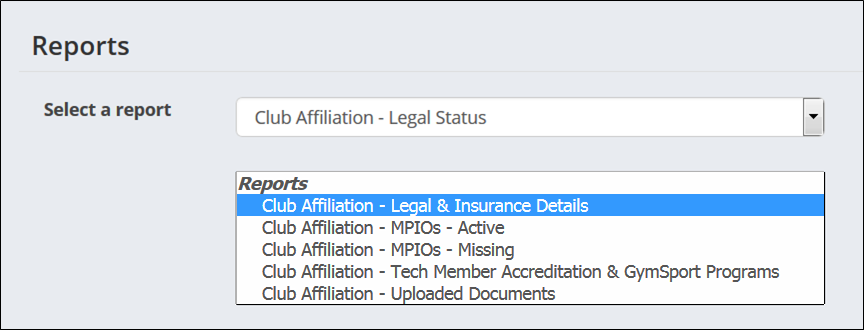 Reports
Select a report
Club Affiliation - Legal Status
Reports
Club Affiliation - Legal & Insurance Details
Club Affiliation - MPIOs - Active
Club Affiliation - MPIOs - Missing
Club Affiliation - Tech Member Accreditation & GymSport Programs
Club Affiliation - Uploaded Documents